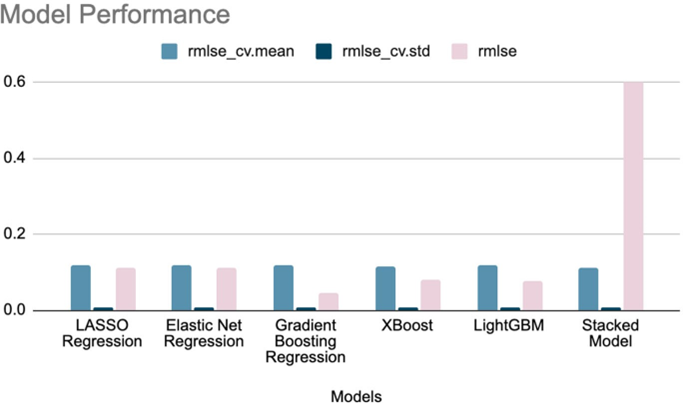 Model Performance
rmlse_cv.mean rmlse_cv.std rmlse
0.6
0.4
0.2
0.0
LASSO Regression
Elastic Net Regression
Gradient Boosting Regression
XBoost
LightGBM
Stacked Model
Models